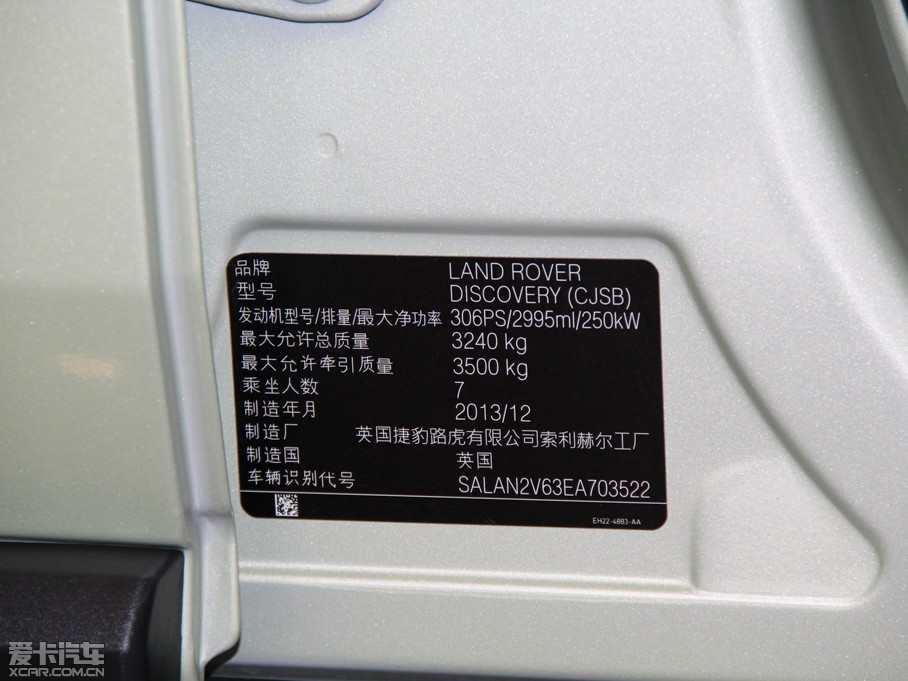 品牌 LAND ROVER
型号 DISCOVERY (CJSB)
发动机型号/排量/最大净功率 306PS/2995ml/250kW
最大允许总质量 3240 kg
最大允许牵引质量 3500 kg
乘坐人数 7
制造年月 2013/12
制造厂 英国捷豹路虎有限公司索利赫尔工厂
制造国 英国
车辆识别代号 SALAN2V63EA703522
EH22-4883-AA
爱卡汽车
XCAR.COM.CN